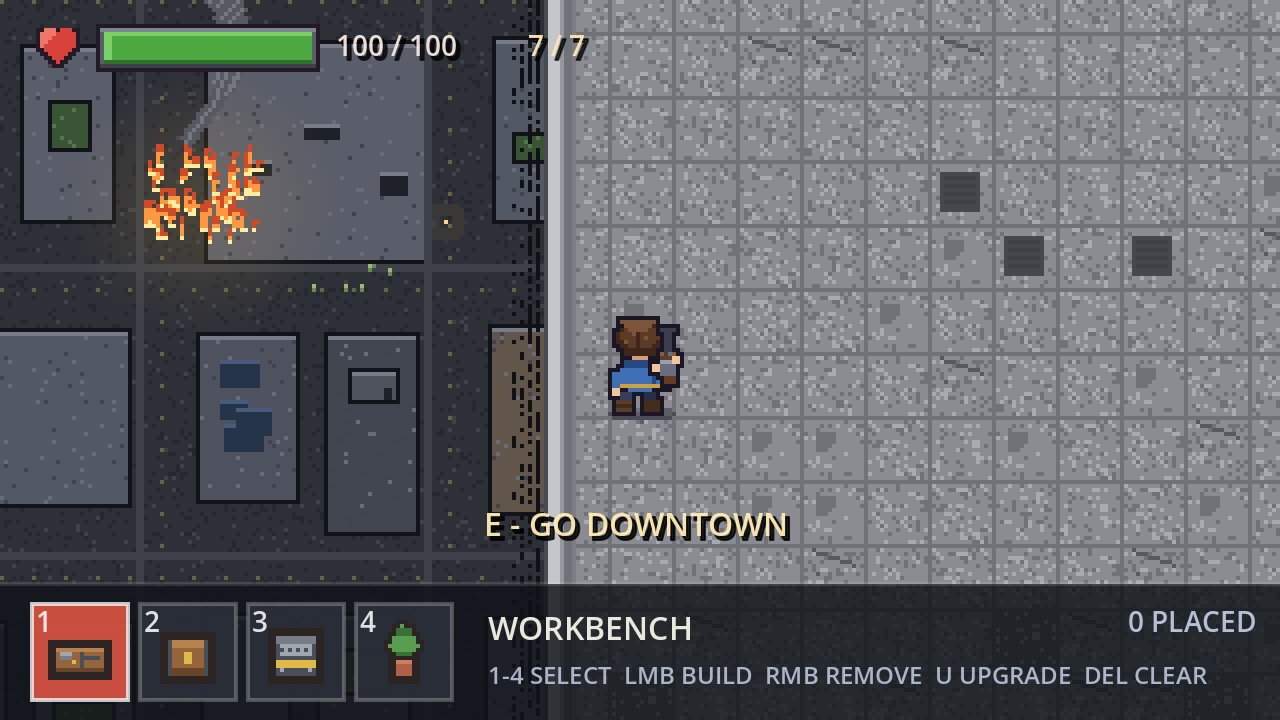 100 / 100
7 / 7
E - GO DOWNTOWN
1
2
3
4
WORKBENCH
0 PLACED
1-4 SELECT LMB BUILD RMB REMOVE U UPGRADE DEL CLEAR